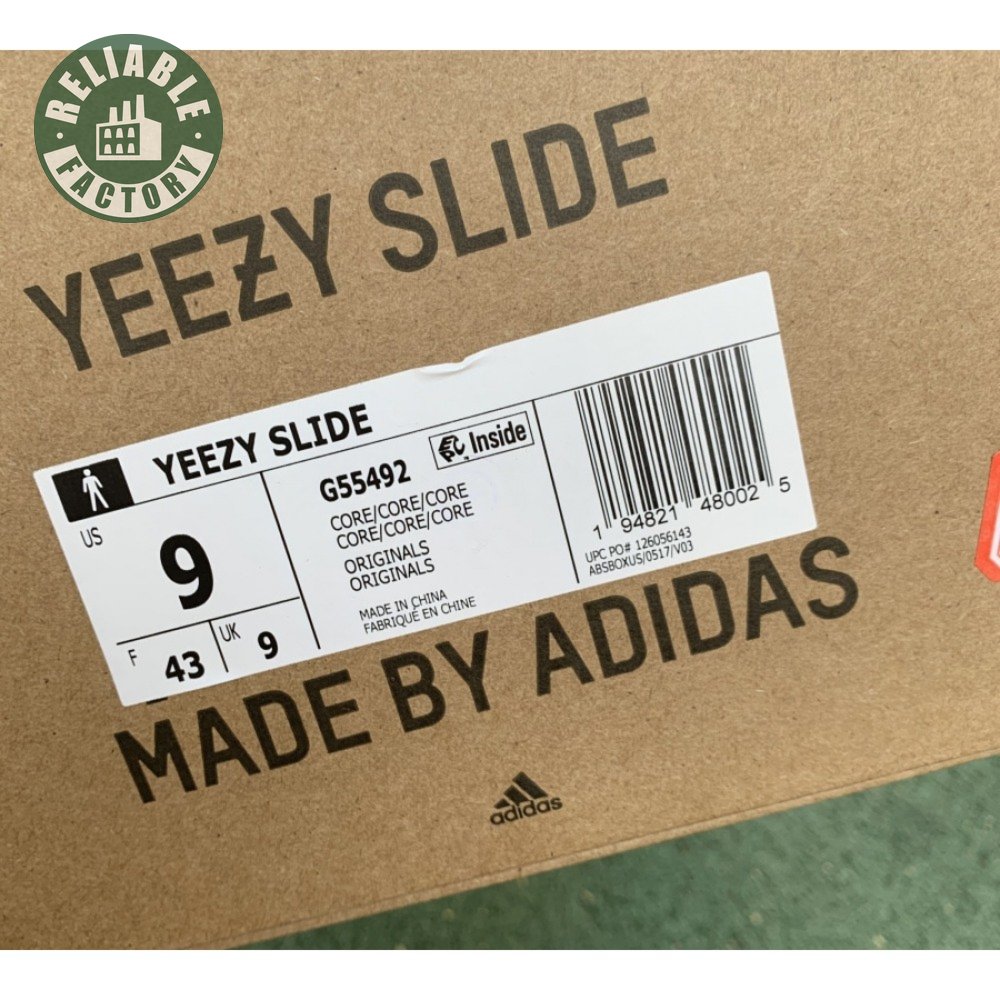 RELIABLE
FACTORY
YEEZY SLIDE
YEEZY SLIDE
US
9
F
43
UK
9
G55492
EPC Inside
CORE/CORE/CORE
CORE/CORE/CORE
ORIGINALS
ORIGINALS
MADE IN CHINA
FABRIQUÉ EN CHINE
1 94821 48002 5
UPC PO# 126056143
ABSBOXUS/0517/V03
MADE BY ADIDAS
adidas